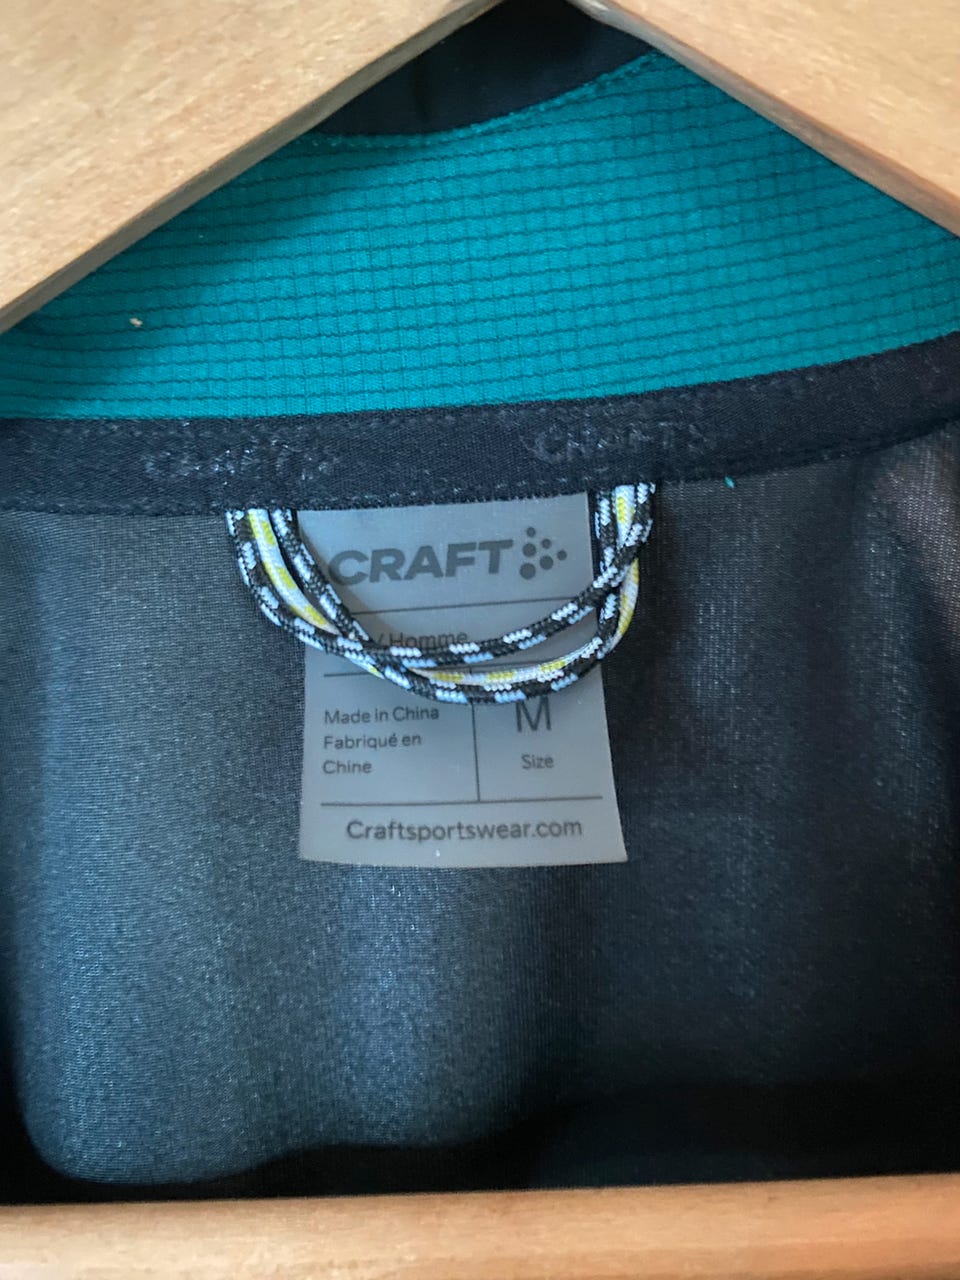 CRAFT CRAFT
CRAFT
/ Homme
Made in China
Fabriqué en
Chine
M
Size
Craftsportswear.com